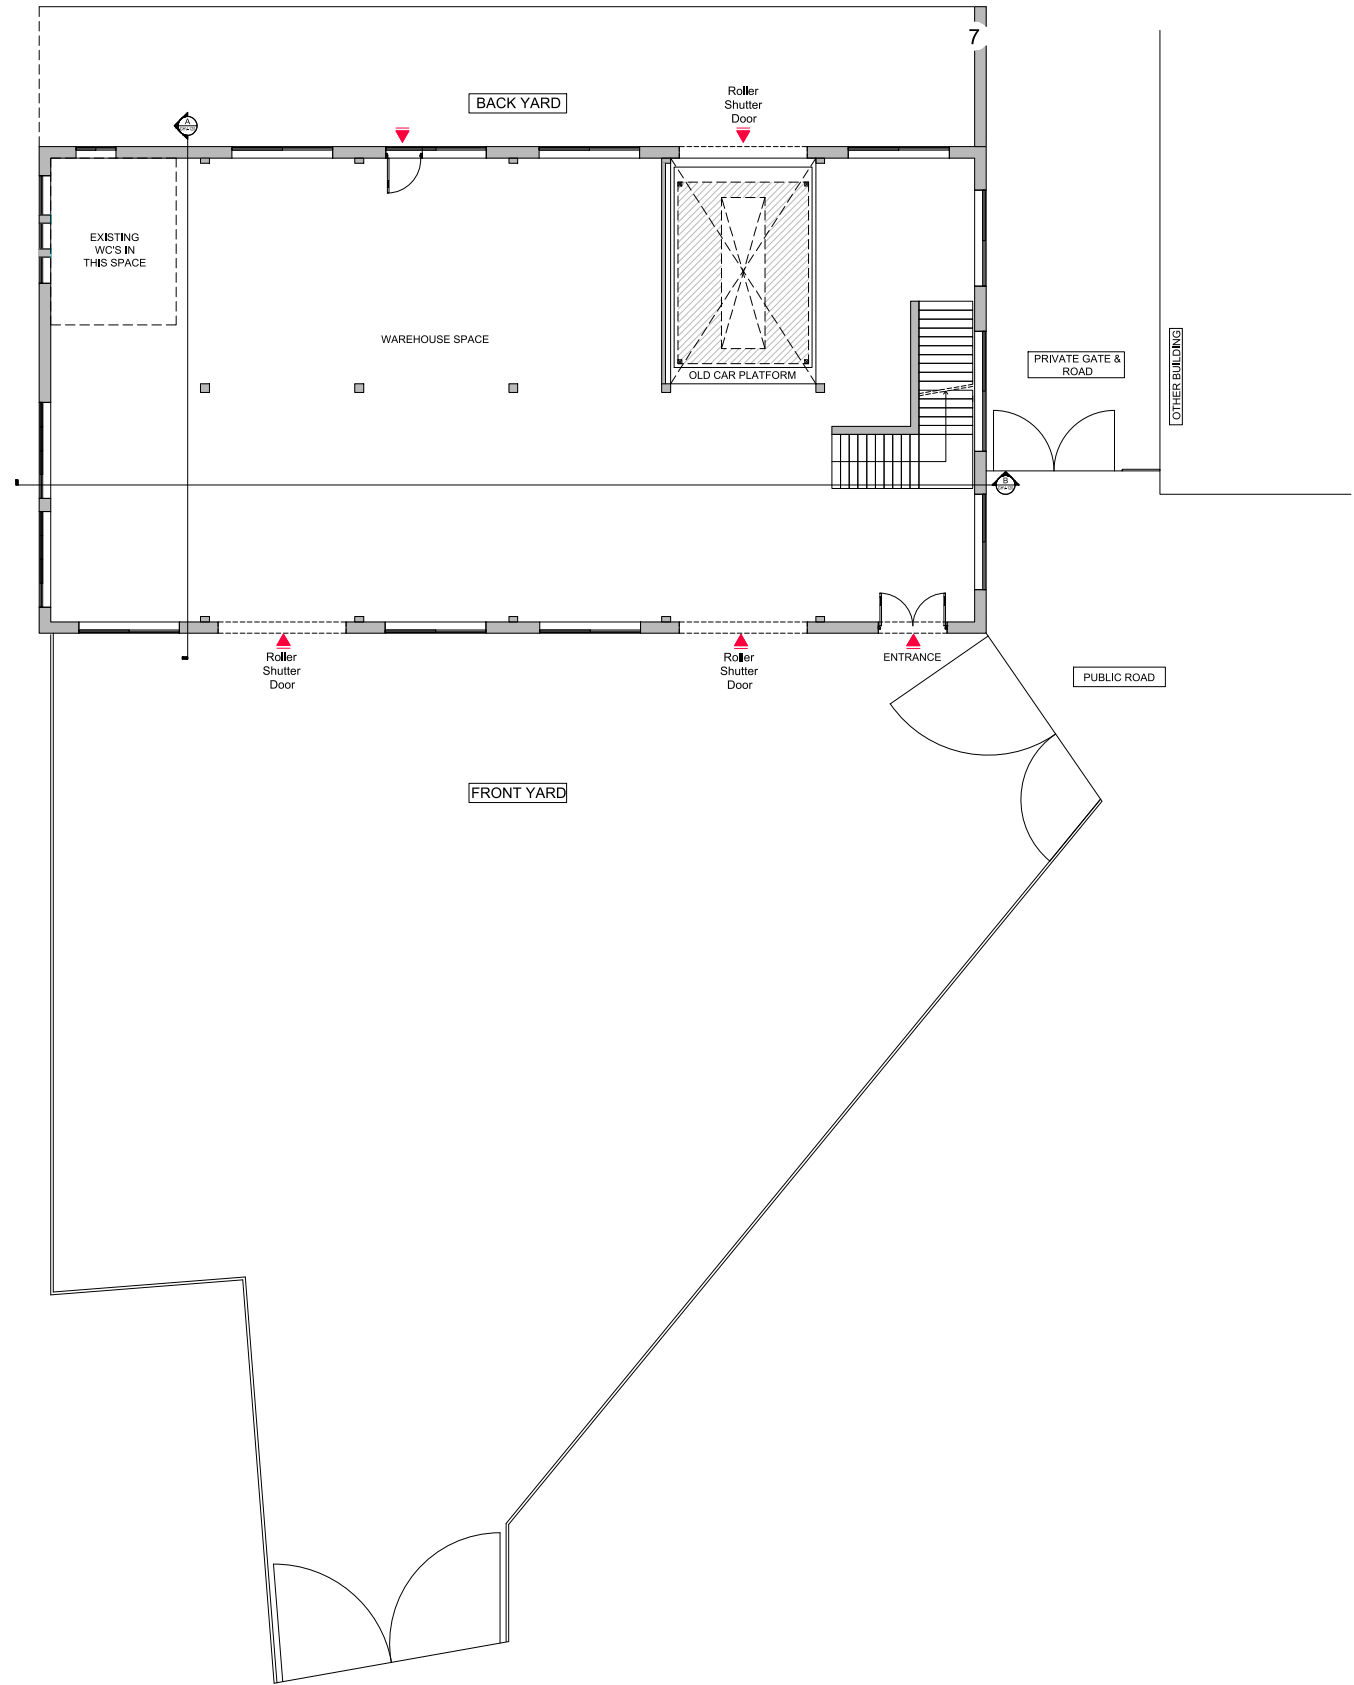 7
BACK YARD
Roller
Shutter
Door
A
EXISTING
WC'S IN
THIS SPACE
WAREHOUSE SPACE
OLD CAR PLATFORM
PRIVATE GATE &
ROAD
OTHER BUILDING
B
Roller
Shutter
Door
Roller
Shutter
Door
ENTRANCE
PUBLIC ROAD
FRONT YARD